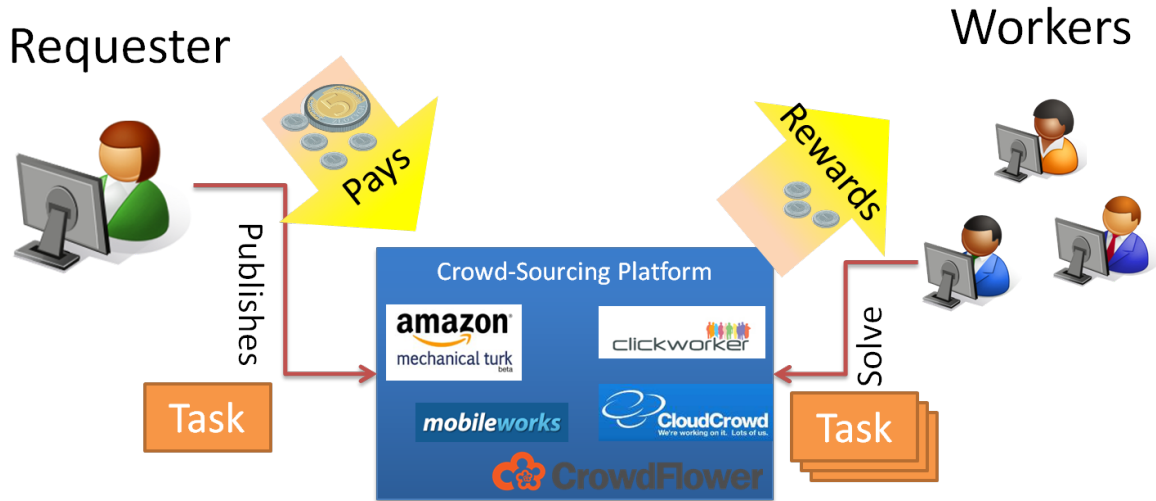 Requester
Workers
Pays
5
Rewards
Publishes
Crowd-Sourcing Platform
amazon
mechanical turk
beta
clickworker
mobileworks
CloudCrowd
We're working on it. Lots of us.
CrowdFlower
Solve
Task
Task